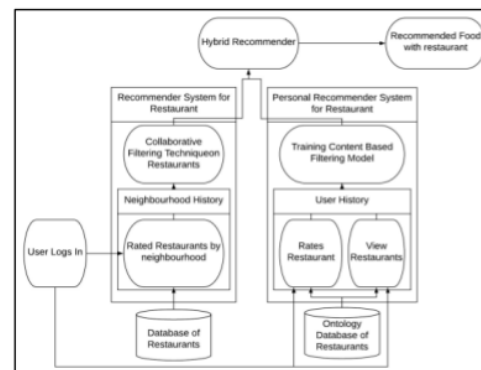 Hybrid Recommender
Recommended Food
with restaurant
Recommender System for
Restaurant
Personal Recommender System
for Restaurant
Collaborative
Filtering Techniqueon
Restaurants
Training Content Based
Filtering Model
Neighbourhood History
User History
User Logs In
Rated Restaurants by
neighbourhood
Rates
Restaurant
View
Restaurants
Database of
Restaurants
Ontology
Database of
Restaurants